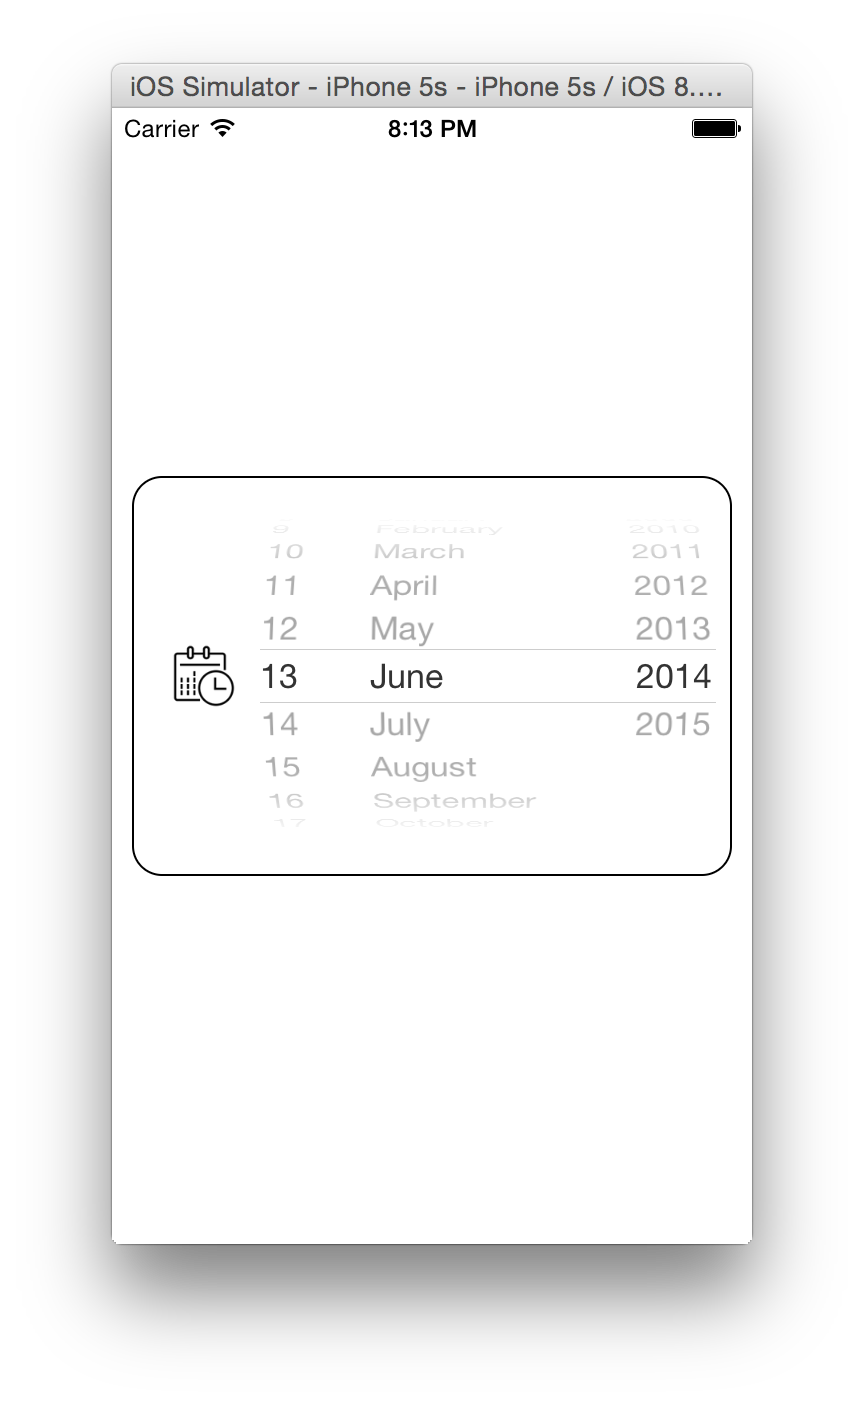 iOS Simulator - iPhone 5s - iPhone 5s / iOS 8....
Carrier 8:13 PM
9 February 2010
10 March 2011
11 April 2012
12 May 2013
13 June 2014
14 July 2015
15 August
16 September
17 October